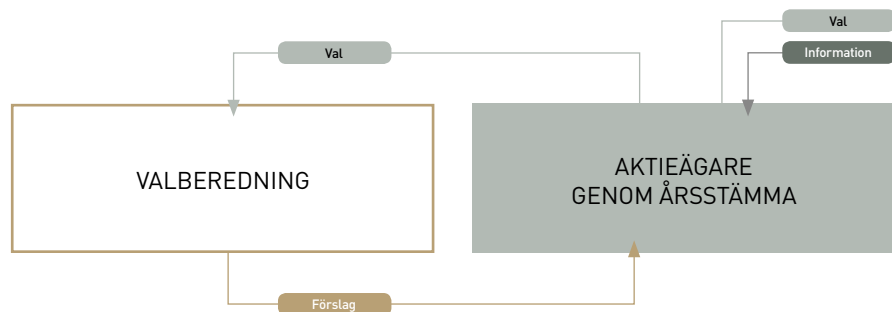 Val
Information
Val
VALBEREDNING
AKTIEÄGARE
GENOM ÅRSSTÄMMA
Förslag